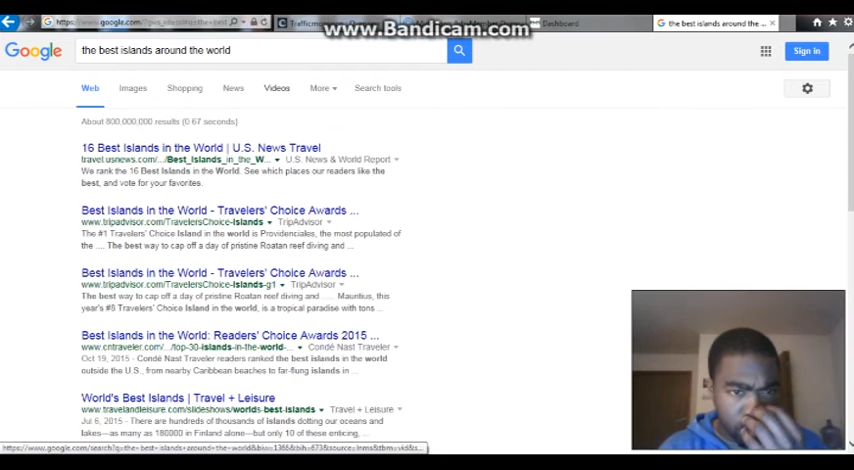 www.Bandicam.com
https://www.google.com/
Dashboard
the best islands around the ...
Google
the best islands around the world
Sign in
Web Images Shopping News Videos More Search tools
About 800,000,000 results (0.67 seconds)
16 Best Islands in the World | U.S. News Travel
travel.usnews.com/.../Best_Islands_in_the_W... U.S. News & World Report
We rank the 16 Best Islands in the World. See which places our readers like the
best, and vote for your favorites.
Best Islands in the World - Travelers' Choice Awards ...
www.tripadvisor.com/TravelersChoice-Islands TripAdvisor
The #1 Travelers' Choice Island in the world is Providenciales, the most populated of
the .... The best way to cap off a day of pristine Roatan reef diving and ...
Best Islands in the World - Travelers' Choice Awards ...
www.tripadvisor.com/TravelersChoice-Islands-g1 TripAdvisor
The best way to cap off a day of pristine Roatan reef diving and ...... Mauritius, this
year's #8 Travelers' Choice Island in the world, is a tropical paradise with tons ...
Best Islands in the World: Readers' Choice Awards 2015 ...
www.cntraveler.com/.../top-30-islands-in-the-world-... Condé Nast Traveler
Oct 19, 2015 - Condé Nast Traveler readers ranked the best islands in the world
outside the U.S., from nearby Caribbean beaches to far-flung islands in ...
World's Best Islands | Travel + Leisure
www.travelandleisure.com/slideshows/worlds-best-islands Travel + Leisure
Jul 6, 2015 - There are hundreds of thousands of islands dotting our oceans and
lakes—as many as 180000 in Finland alone—but only 10 of these enticing, ...